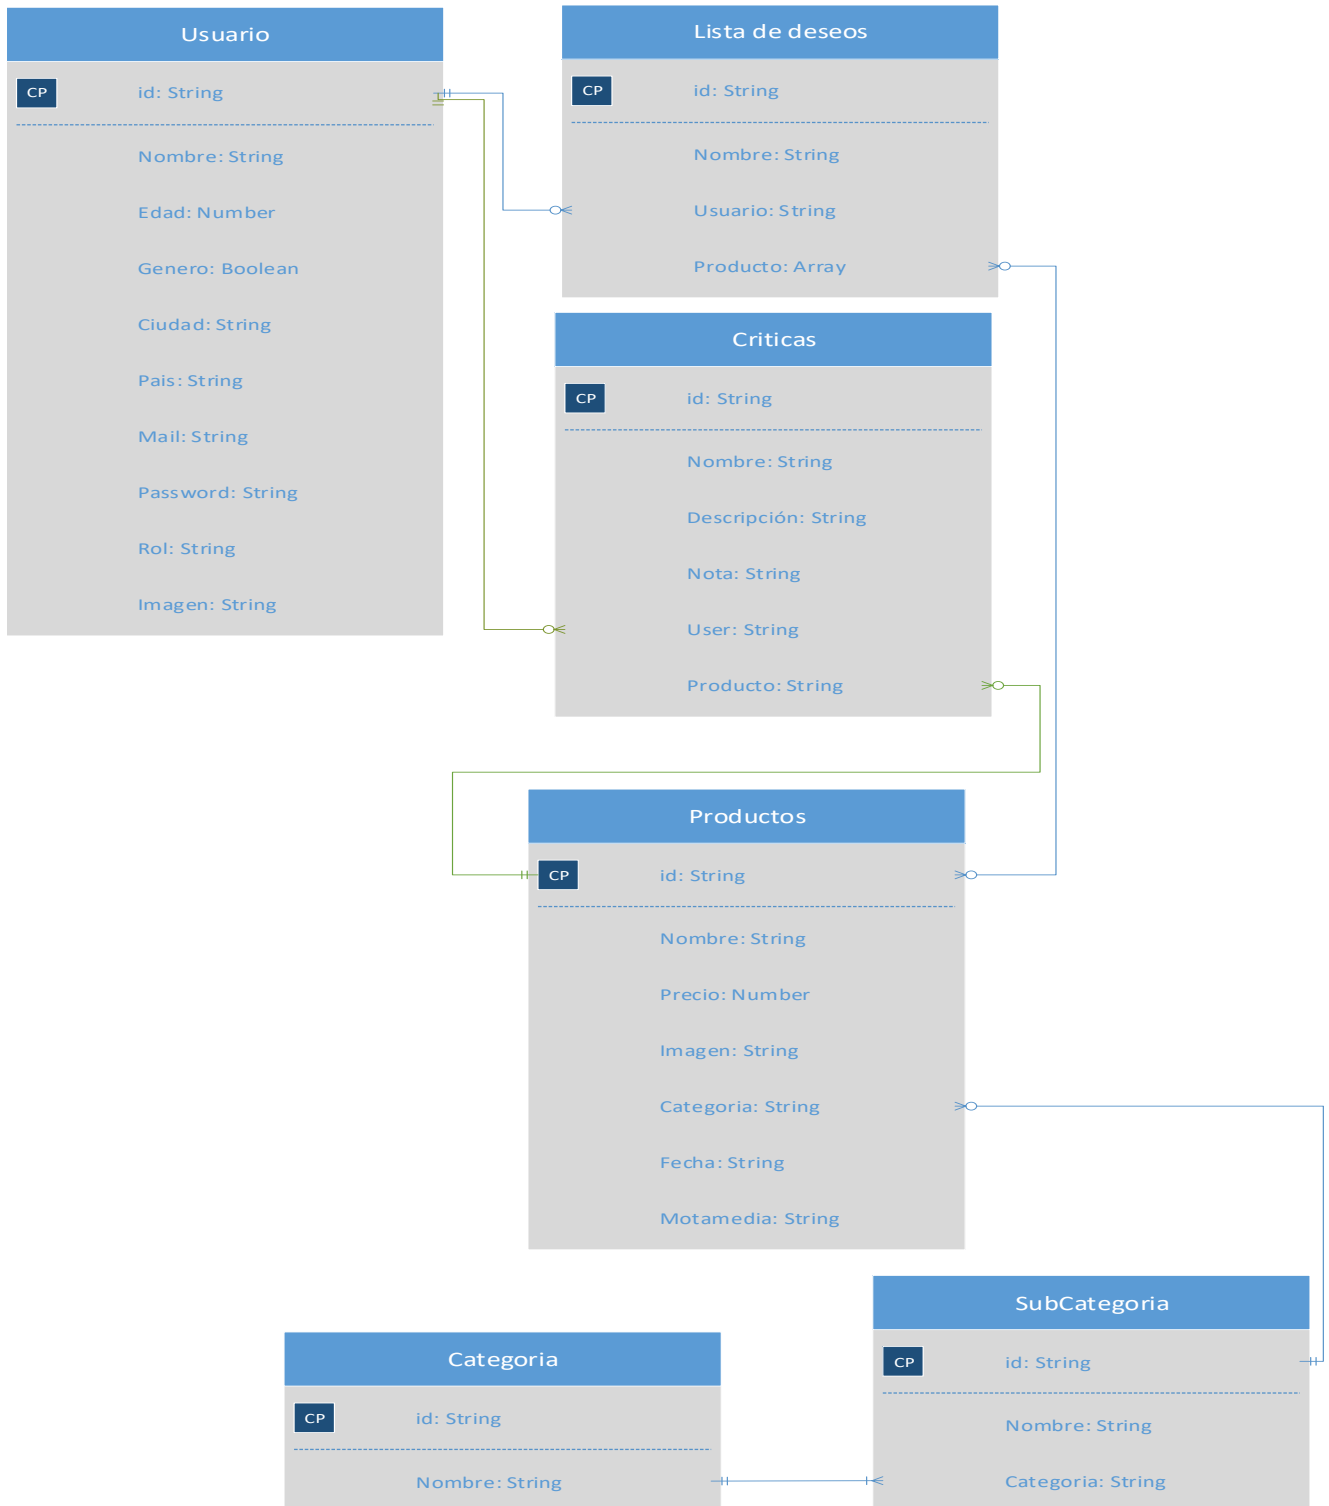 Usuario
CP id: String
Nombre: String
Edad: Number
Genero: Boolean
Ciudad: String
Pais: String
Mail: String
Password: String
Rol: String
Imagen: String
Lista de deseos
CP id: String
Nombre: String
Usuario: String
Producto: Array
Criticas
CP id: String
Nombre: String
Descripción: String
Nota: String
User: String
Producto: String
Productos
CP id: String
Nombre: String
Precio: Number
Imagen: String
Categoria: String
Fecha: String
Motamedia: String
SubCategoria
CP id: String
Nombre: String
Categoria: String
Categoria
CP id: String
Nombre: String